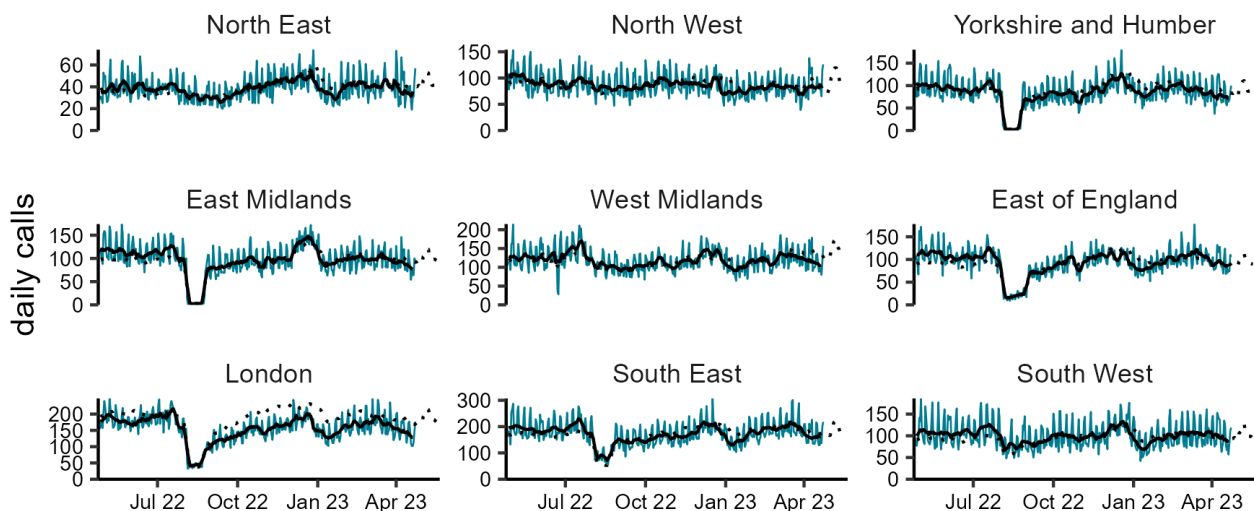 North East
North West
Yorkshire and Humber
60
40
20
0
150
100
50
0
150
100
50
0
East Midlands
West Midlands
East of England
daily calls
150
100
50
0
200
150
100
50
0
150
100
50
0
London
South East
South West
200
150
100
50
0
300
200
100
0
150
100
50
0
Jul 22 Oct 22 Jan 23 Apr 23
Jul 22 Oct 22 Jan 23 Apr 23
Jul 22 Oct 22 Jan 23 Apr 23